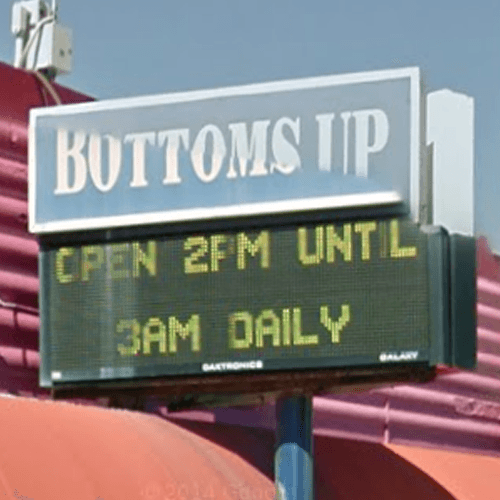 BOTTOMS UP
OPEN 2PM UNTIL
3AM DAILY
DAKTRONICS GALAXY